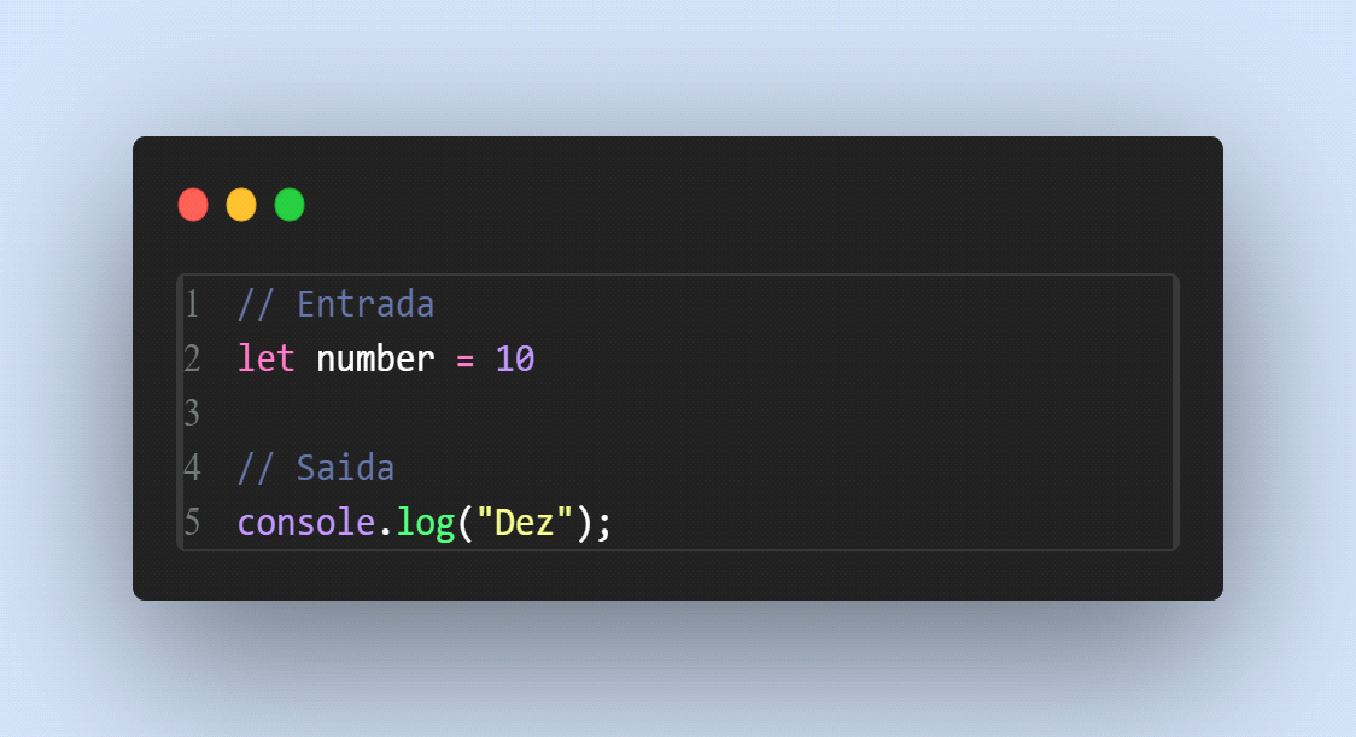 1 // Entrada
2 let number = 10
3
4 // Saida
5 console.log("Dez");